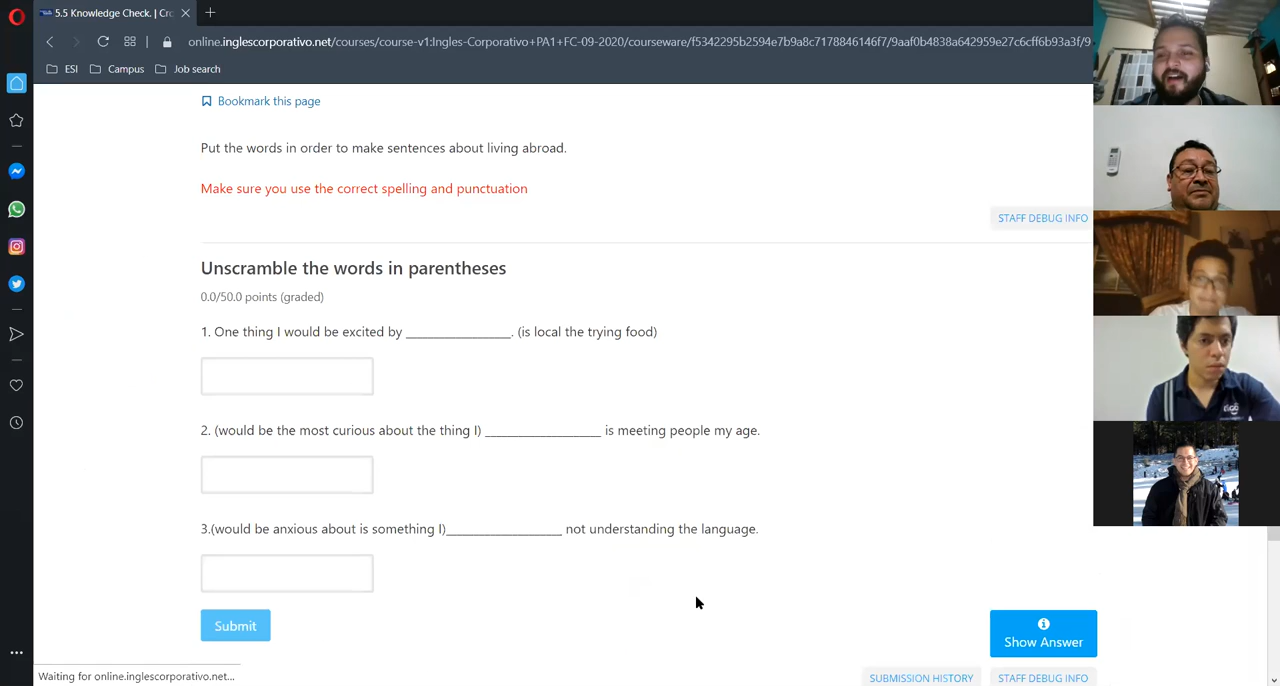 5.5 Knowledge Check. | Cro
online.inglescorporativo.net/courses/course-v1:Ingles-Corporativo+PA1+FC-09-2020/courseware/f5342295b2594e7b9a8c7178846146f7/9aaf0b4838a642959e27c6cff6b93a3f/9
ESI Campus Job search
Bookmark this page
Put the words in order to make sentences about living abroad.
Make sure you use the correct spelling and punctuation
STAFF DEBUG INFO
Unscramble the words in parentheses
0.0/50.0 points (graded)
1. One thing I would be excited by ________________. (is local the trying food)
2. (would be the most curious about the thing I) __________________ is meeting people my age.
3.(would be anxious about is something I)__________________ not understanding the language.
Submit
Show Answer
SUBMISSION HISTORY STAFF DEBUG INFO
Waiting for online.inglescorporativo.net...
tigo